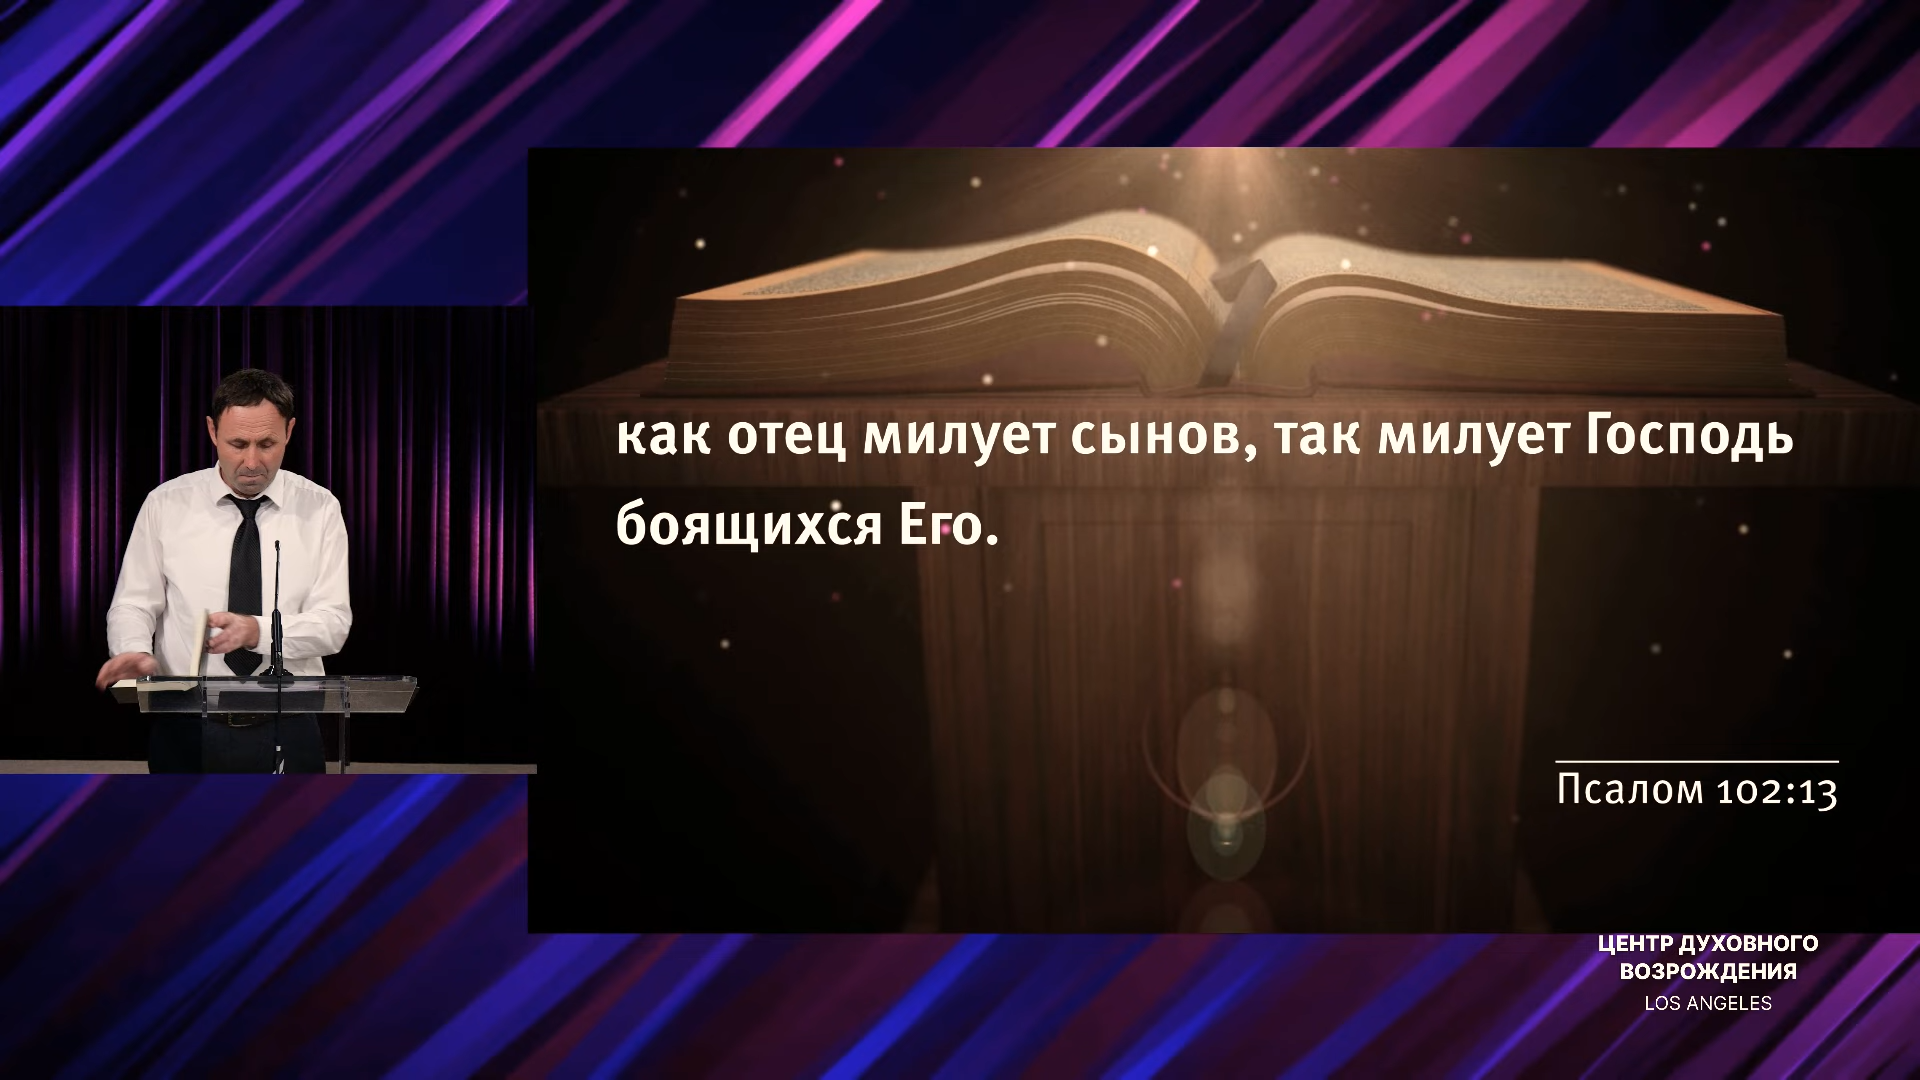 как отец милует сынов, так милует Господь
боящихся Его.
Псалом 102:13
ЦЕНТР ДУХОВНОГО
ВОЗРОЖДЕНИЯ
LOS ANGELES